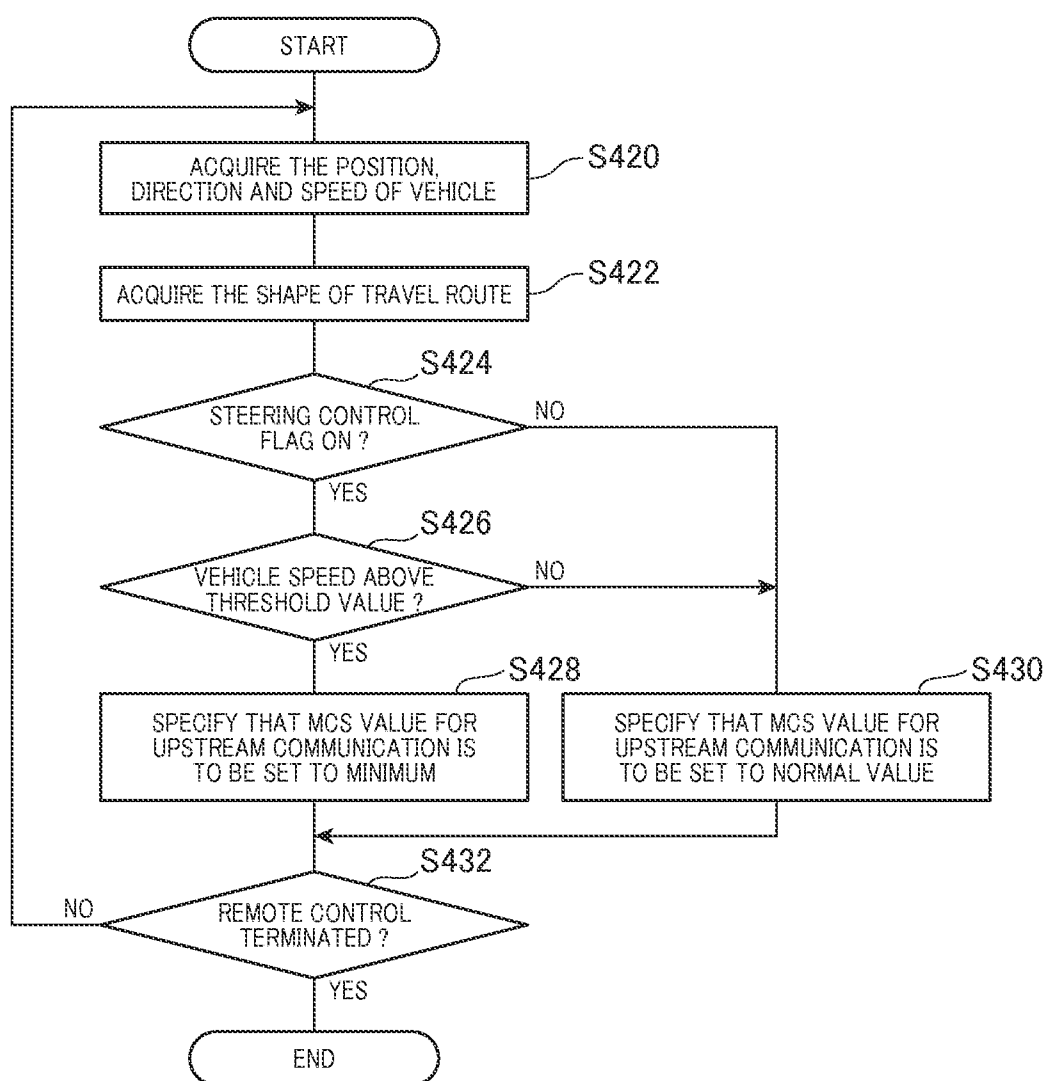 START
ACQUIRE THE POSITION,
DIRECTION AND SPEED OF VEHICLE
S420
ACQUIRE THE SHAPE OF TRAVEL ROUTE
S422
S424
STEERING CONTROL
FLAG ON ?
NO
YES
S426
VEHICLE SPEED ABOVE
THRESHOLD VALUE ?
NO
YES
S428
SPECIFY THAT MCS VALUE FOR
UPSTREAM COMMUNICATION IS
TO BE SET TO MINIMUM
S430
SPECIFY THAT MCS VALUE FOR
UPSTREAM COMMUNICATION IS
TO BE SET TO NORMAL VALUE
S432
REMOTE CONTROL
TERMINATED ?
NO
YES
END